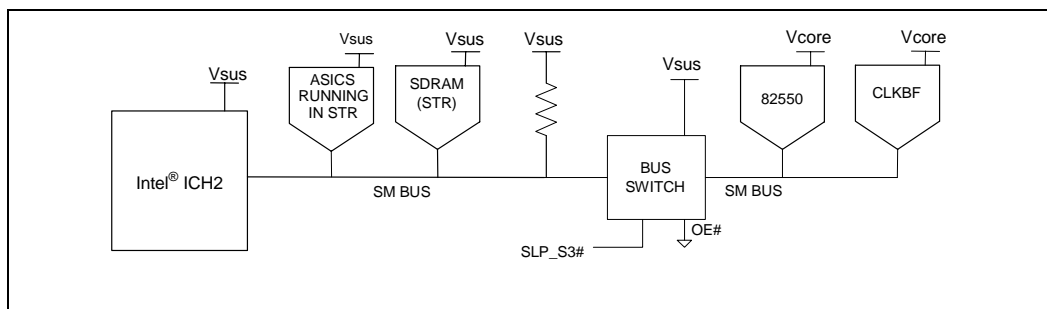 Vsus
Vsus
Vsus
Vsus
Vsus
Vcore
Vcore
ASICS
RUNNING
IN STR
SDRAM
(STR)
82550
CLKBF
Intel® ICH2
BUS
SWITCH
SM BUS
SM BUS
OE#
SLP_S3#